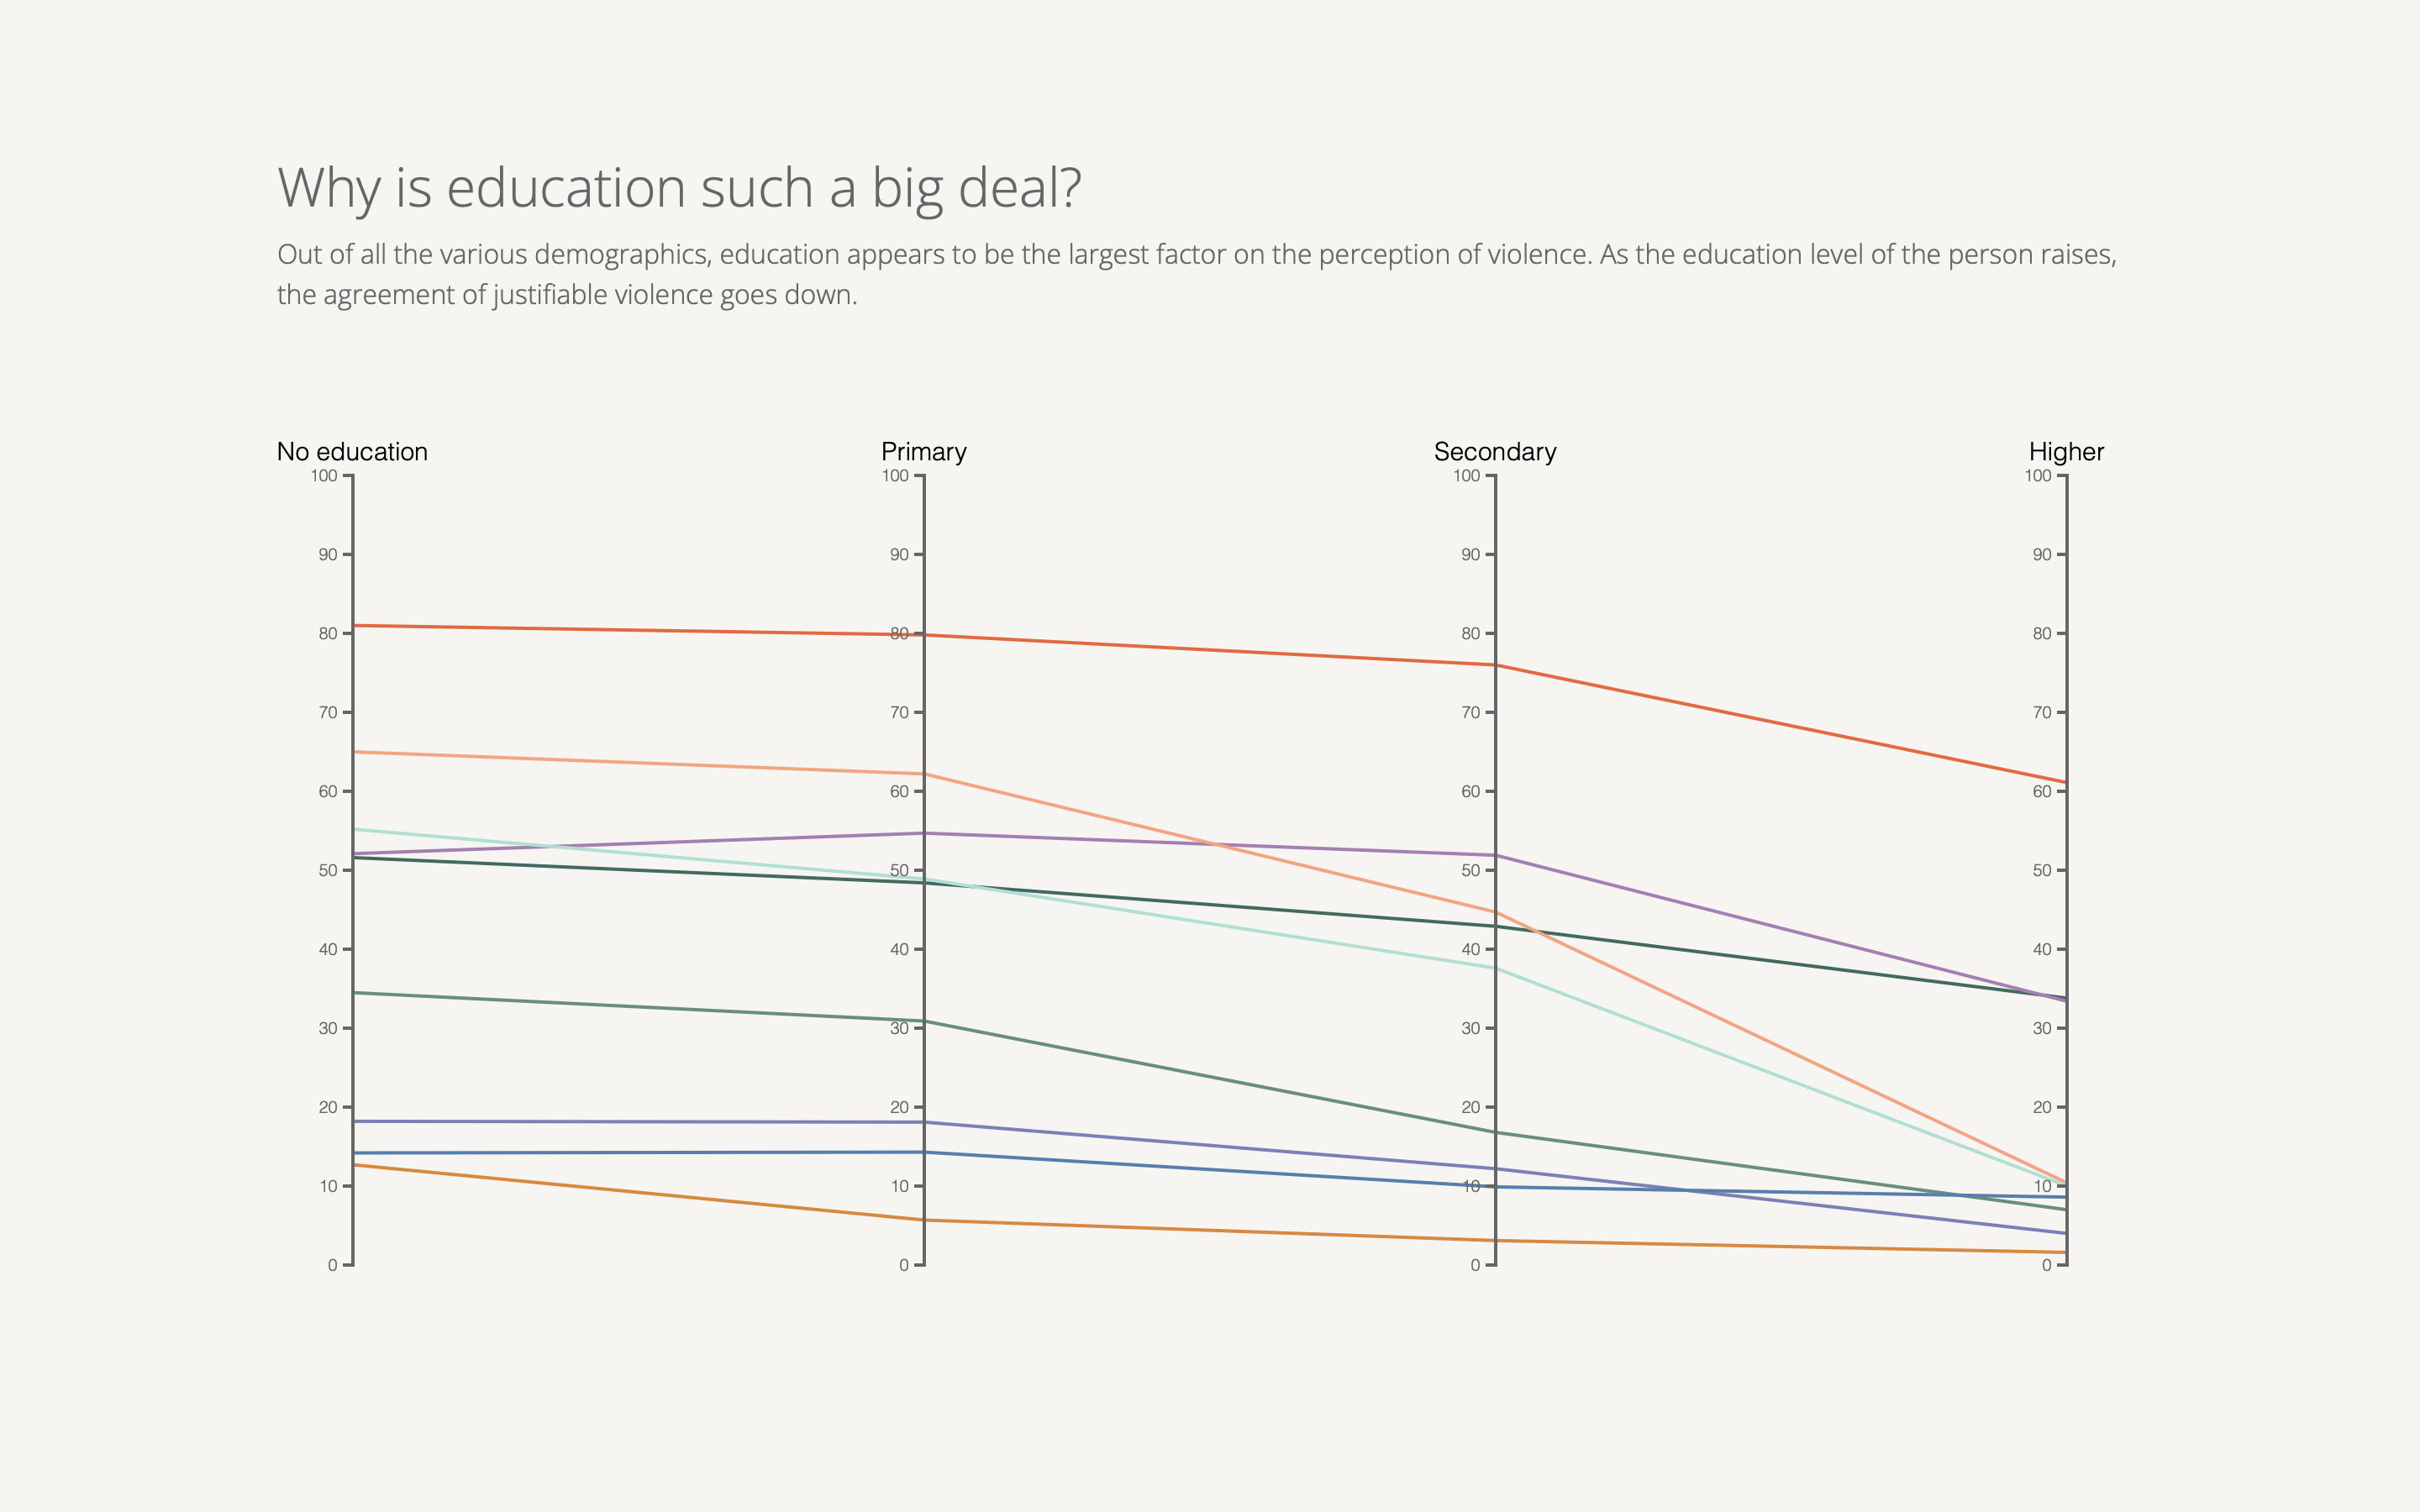 Why is education such a big deal?
Out of all the various demographics, education appears to be the largest factor on the perception of violence. As the education level of the person raises,
the agreement of justifiable violence goes down.
No education Primary Secondary Higher
100 100 100 100
90 90 90 90
80 80 80 80
70 70 70 70
60 60 60 60
50 50 50 50
40 40 40 40
30 30 30 30
20 20 20 20
10 10 10 10
0 0 0 0